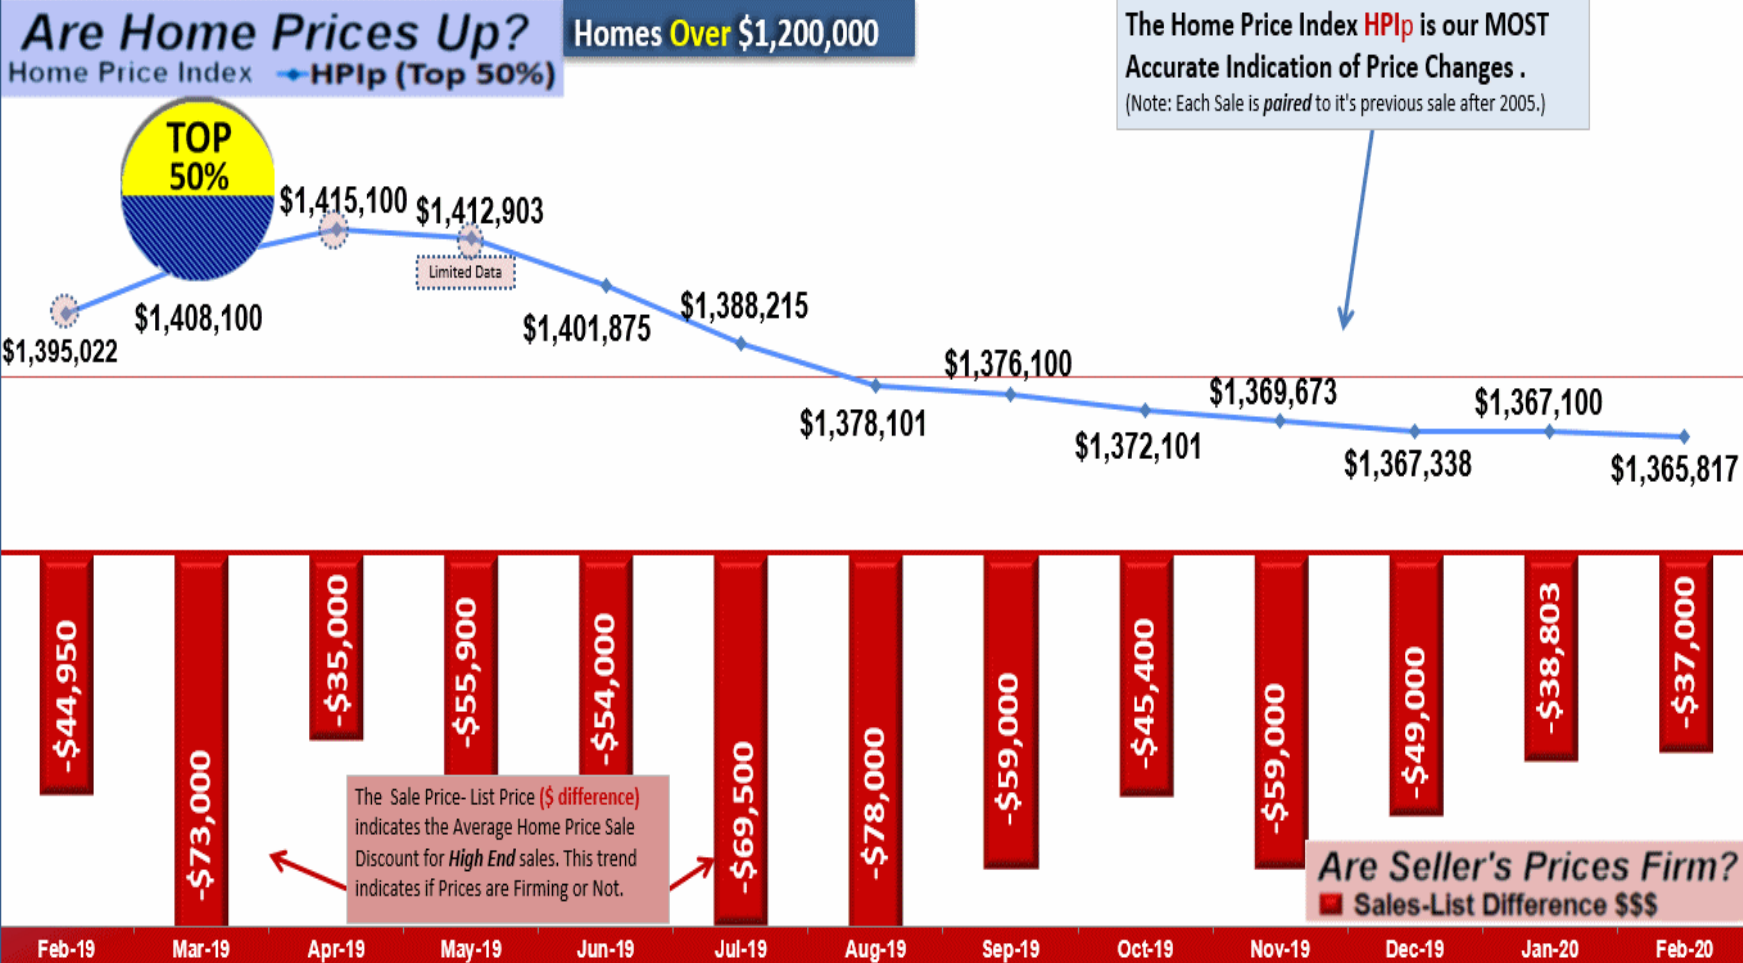 Are Home Prices Up?
Home Price Index HPIp (Top 50%)
Homes Over $1,200,000
The Home Price Index HPIp is our MOST
Accurate Indication of Price Changes .
(Note: Each Sale is paired to it's previous sale after 2005.)
TOP
50%
$1,395,022
$1,408,100
$1,415,100
$1,412,903
Limited Data
$1,401,875
$1,388,215
$1,378,101
$1,376,100
$1,372,101
$1,369,673
$1,367,338
$1,367,100
$1,365,817
-$44,950
-$73,000
-$35,000
-$55,900
-$54,000
-$69,500
-$78,000
-$59,000
-$45,400
-$59,000
-$49,000
-$38,803
-$37,000
The Sale Price- List Price ($ difference)
indicates the Average Home Price Sale
Discount for High End sales. This trend
indicates if Prices are Firming or Not.
Are Seller's Prices Firm?
Sales-List Difference $$$
Feb-19 Mar-19 Apr-19 May-19 Jun-19 Jul-19 Aug-19 Sep-19 Oct-19 Nov-19 Dec-19 Jan-20 Feb-20